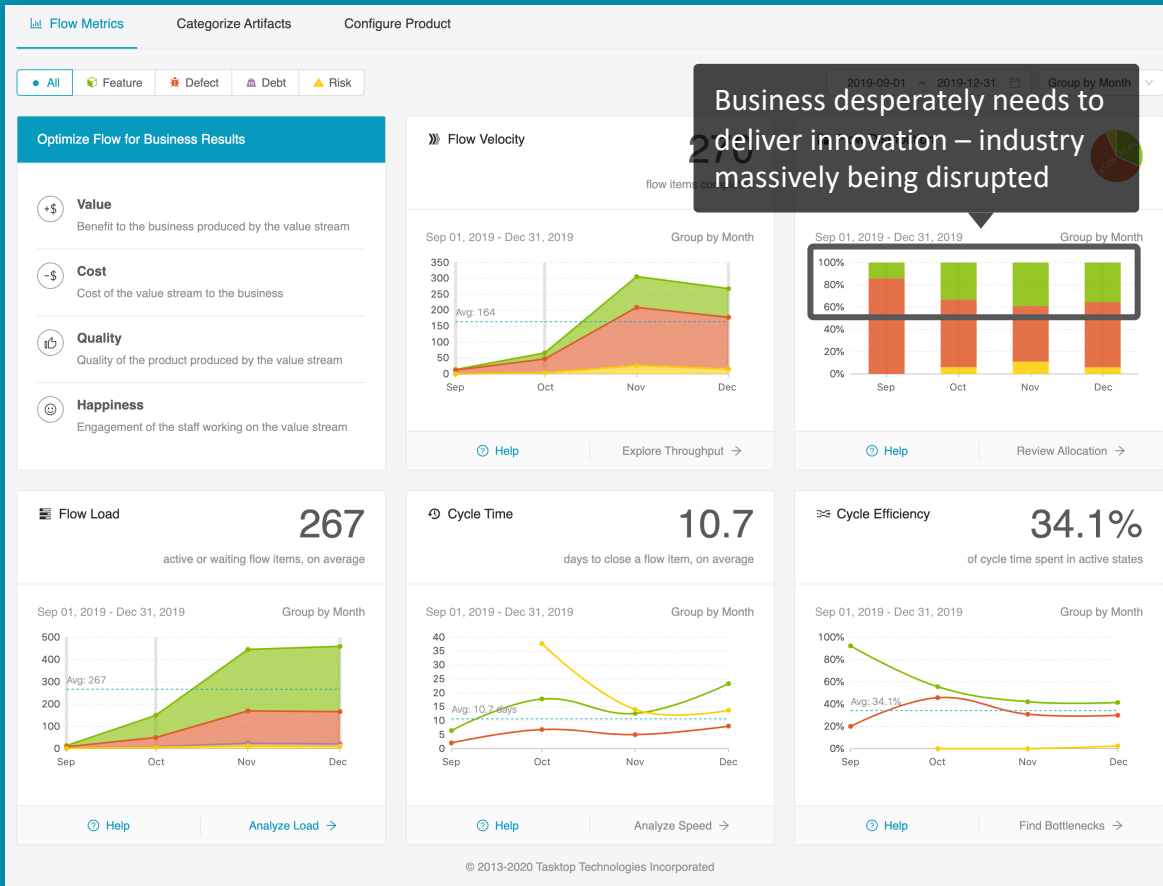 Flow Metrics
Categorize Artifacts
Configure Product
All
Feature
Defect
Debt
Risk
2019-09-01 ~ 2019-12-31
Group by Month
Business desperately needs to
deliver innovation – industry
massively being disrupted
Optimize Flow for Business Results
Value
Benefit to the business produced by the value stream
Cost
Cost of the value stream to the business
Quality
Quality of the product produced by the value stream
Happiness
Engagement of the staff working on the value stream
Flow Velocity
flow items
Sep 01, 2019 - Dec 31, 2019
Group by Month
350
300
250
200
150
100
50
0
Avg: 164
Sep
Oct
Nov
Dec
Help
Explore Throughput
Sep 01, 2019 - Dec 31, 2019
Group by Month
100%
80%
60%
40%
20%
0%
Sep
Oct
Nov
Dec
Help
Review Allocation
Flow Load
267
active or waiting flow items, on average
Sep 01, 2019 - Dec 31, 2019
Group by Month
500
400
300
200
100
0
Avg: 267
Sep
Oct
Nov
Dec
Help
Analyze Load
Cycle Time
10.7
days to close a flow item, on average
Sep 01, 2019 - Dec 31, 2019
Group by Month
40
35
30
25
20
15
10
5
0
Avg: 10.7 days
Sep
Oct
Nov
Dec
Help
Analyze Speed
Cycle Efficiency
34.1%
of cycle time spent in active states
Sep 01, 2019 - Dec 31, 2019
Group by Month
100%
80%
60%
40%
20%
0%
Avg: 34.1%
Sep
Oct
Nov
Dec
Help
Find Bottlenecks
© 2013-2020 Tasktop Technologies Incorporated